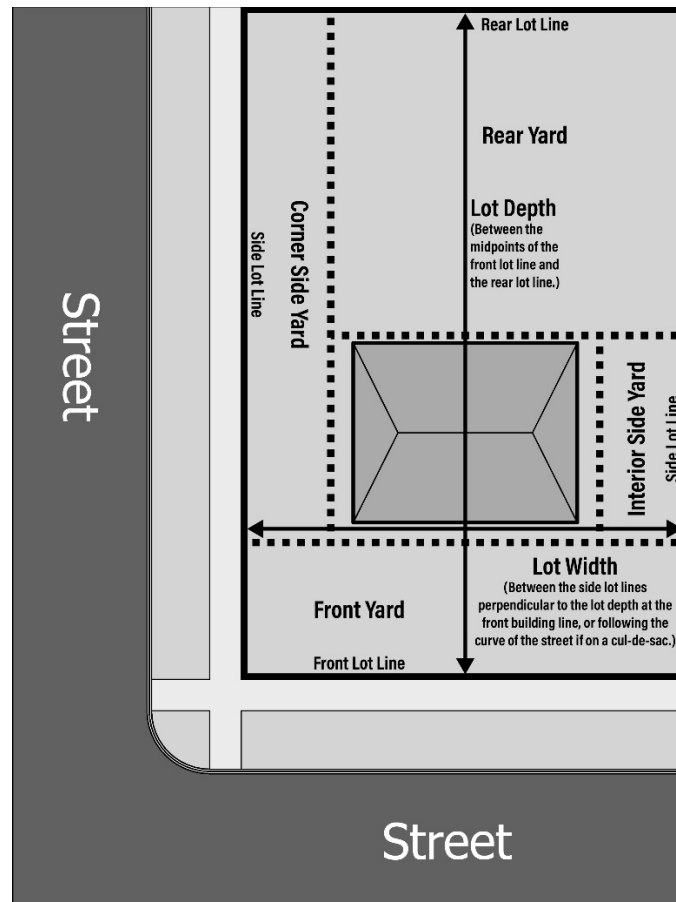 Rear Lot Line
Rear Yard
Lot Depth
(Between the
midpoints of the
front lot line and
the rear lot line.)
Corner Side Yard
Side Lot Line
Street
Interior Side Yard
Side Lot Line
Lot Width
(Between the side lot lines
perpendicular to the lot depth at the
front building line, or following the
curve of the street if on a cul-de-sac.)
Front Yard
Front Lot Line
Street